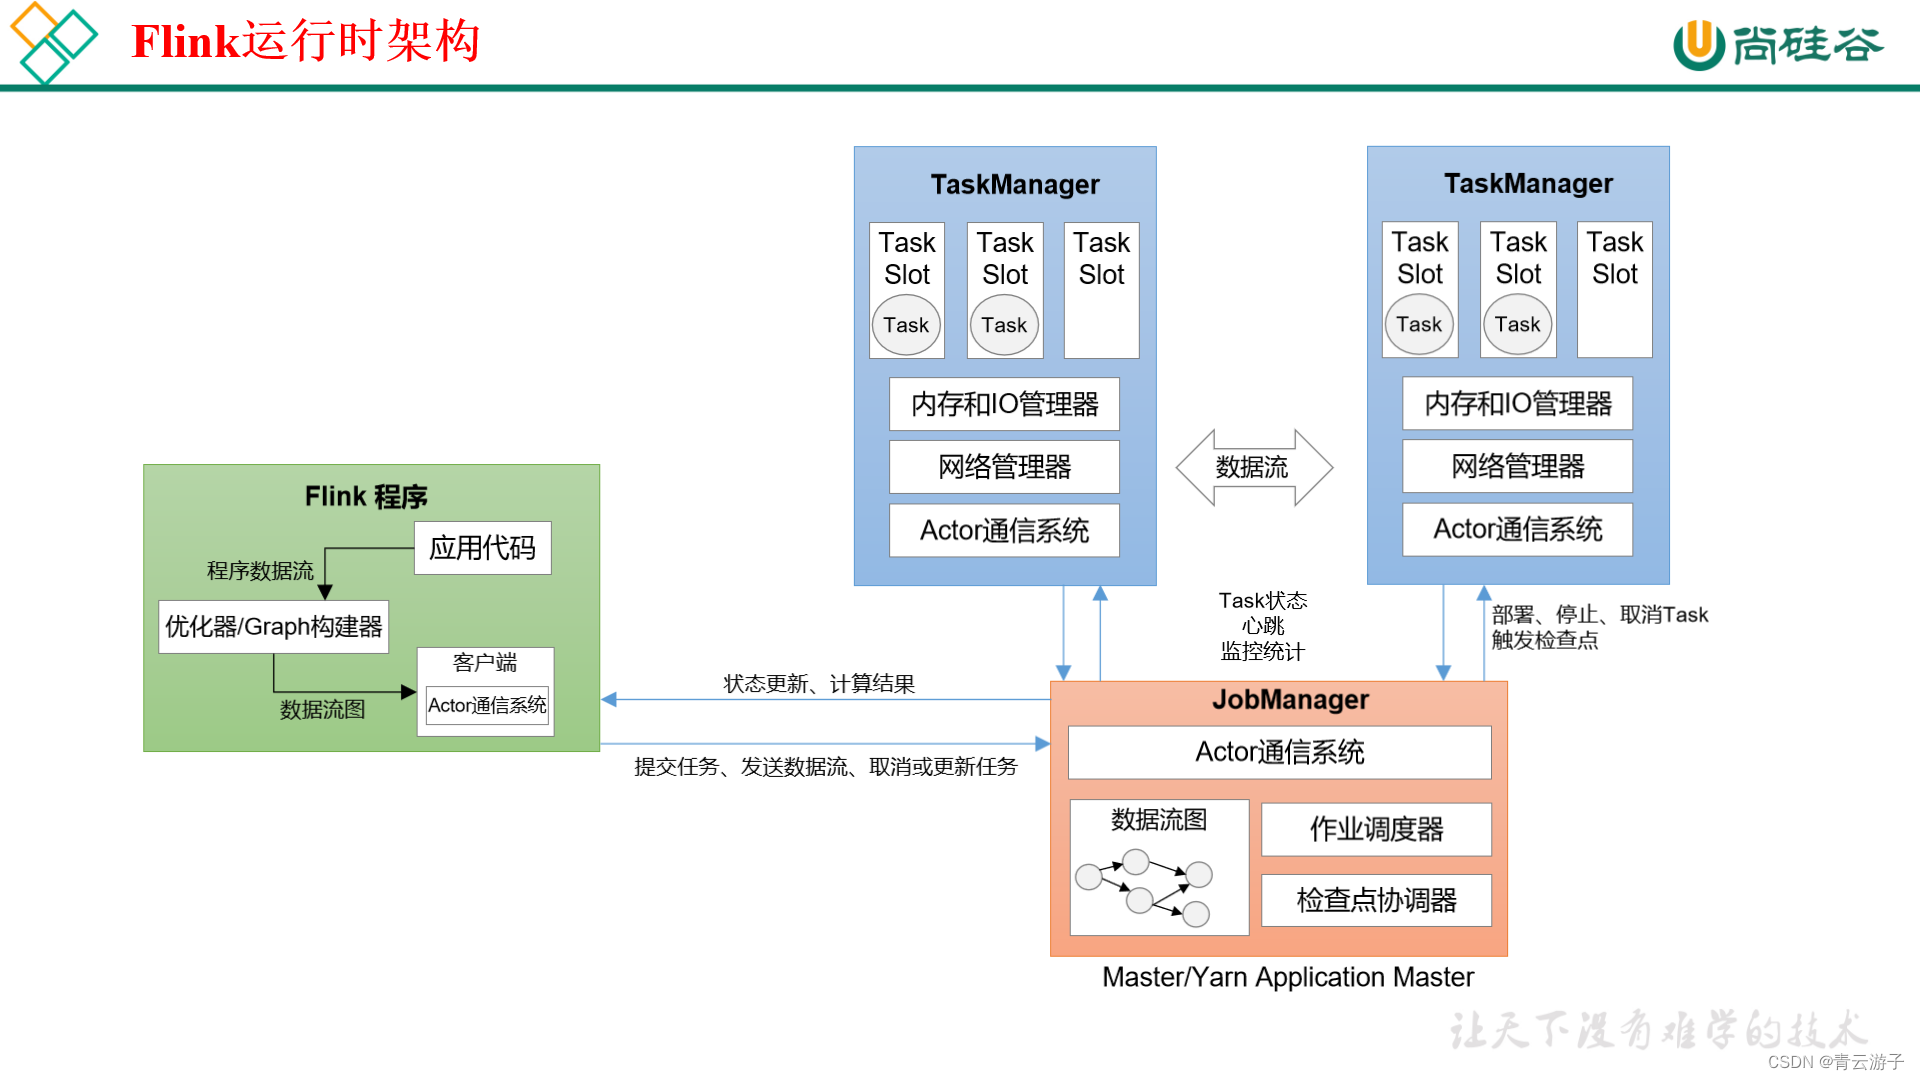 Flink运行时架构
尚硅谷
TaskManager
Task Slot
Task
Task Slot
Task
Task Slot
内存和IO管理器
网络管理器
Actor通信系统
数据流
TaskManager
Task Slot
Task
Task Slot
Task
Task Slot
内存和IO管理器
网络管理器
Actor通信系统
Flink 程序
应用代码
程序数据流
优化器/Graph构建器
数据流图
客户端
Actor通信系统
Task状态
心跳
监控统计
部署、停止、取消Task
触发检查点
状态更新、计算结果
提交任务、发送数据流、取消或更新任务
JobManager
Actor通信系统
数据流图
作业调度器
检查点协调器
Master/Yarn Application Master
让天下没有难学的技术
CSDN @青云游子